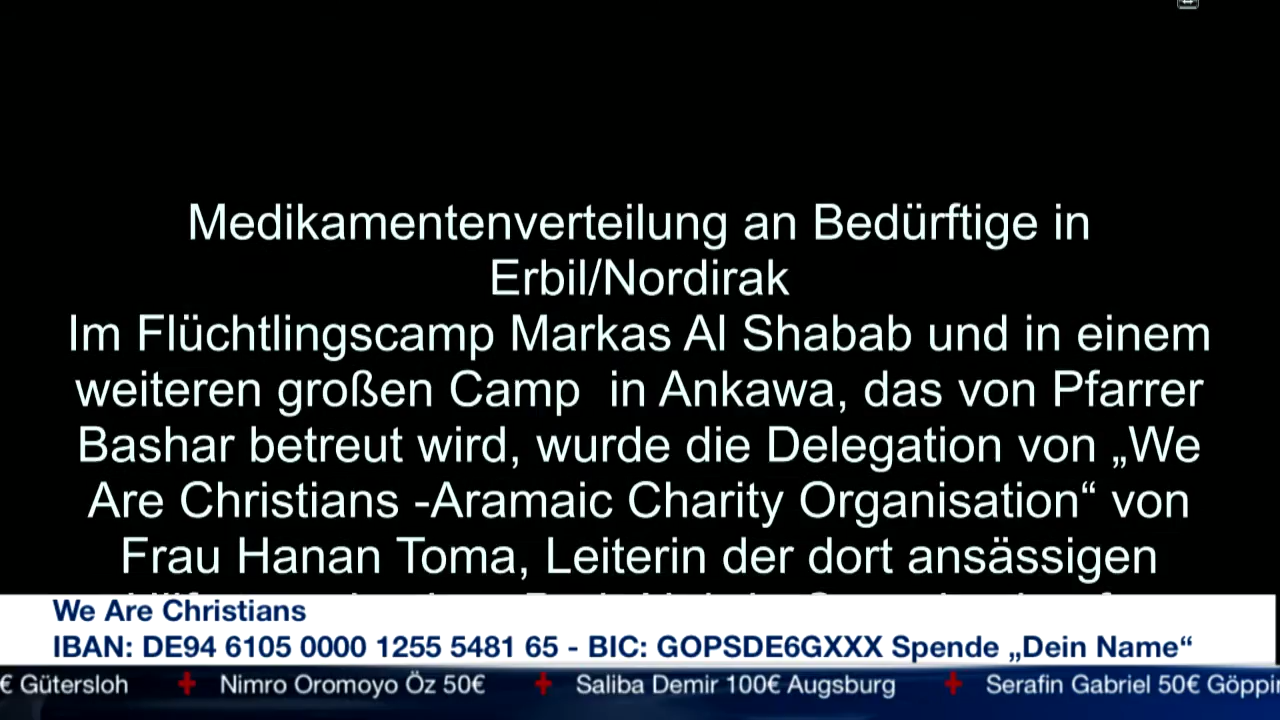 Medikamentenverteilung an Bedürftige in
Erbil/Nordirak
Im Flüchtlingscamp Markas Al Shabab und in einem
weiteren großen Camp  in Ankawa, das von Pfarrer
Bashar betreut wird, wurde die Delegation von „We
Are Christians -Aramaic Charity Organisation“ von
Frau Hanan Toma, Leiterin der dort ansässigen
We Are Christians
IBAN: DE94 6105 0000 1255 5481 65 - BIC: GOPSDE6GXXX Spende „Dein Name“
€ Gütersloh + Nimro Oromoyo Öz 50€ + Saliba Demir 100€ Augsburg + Serafin Gabriel 50€